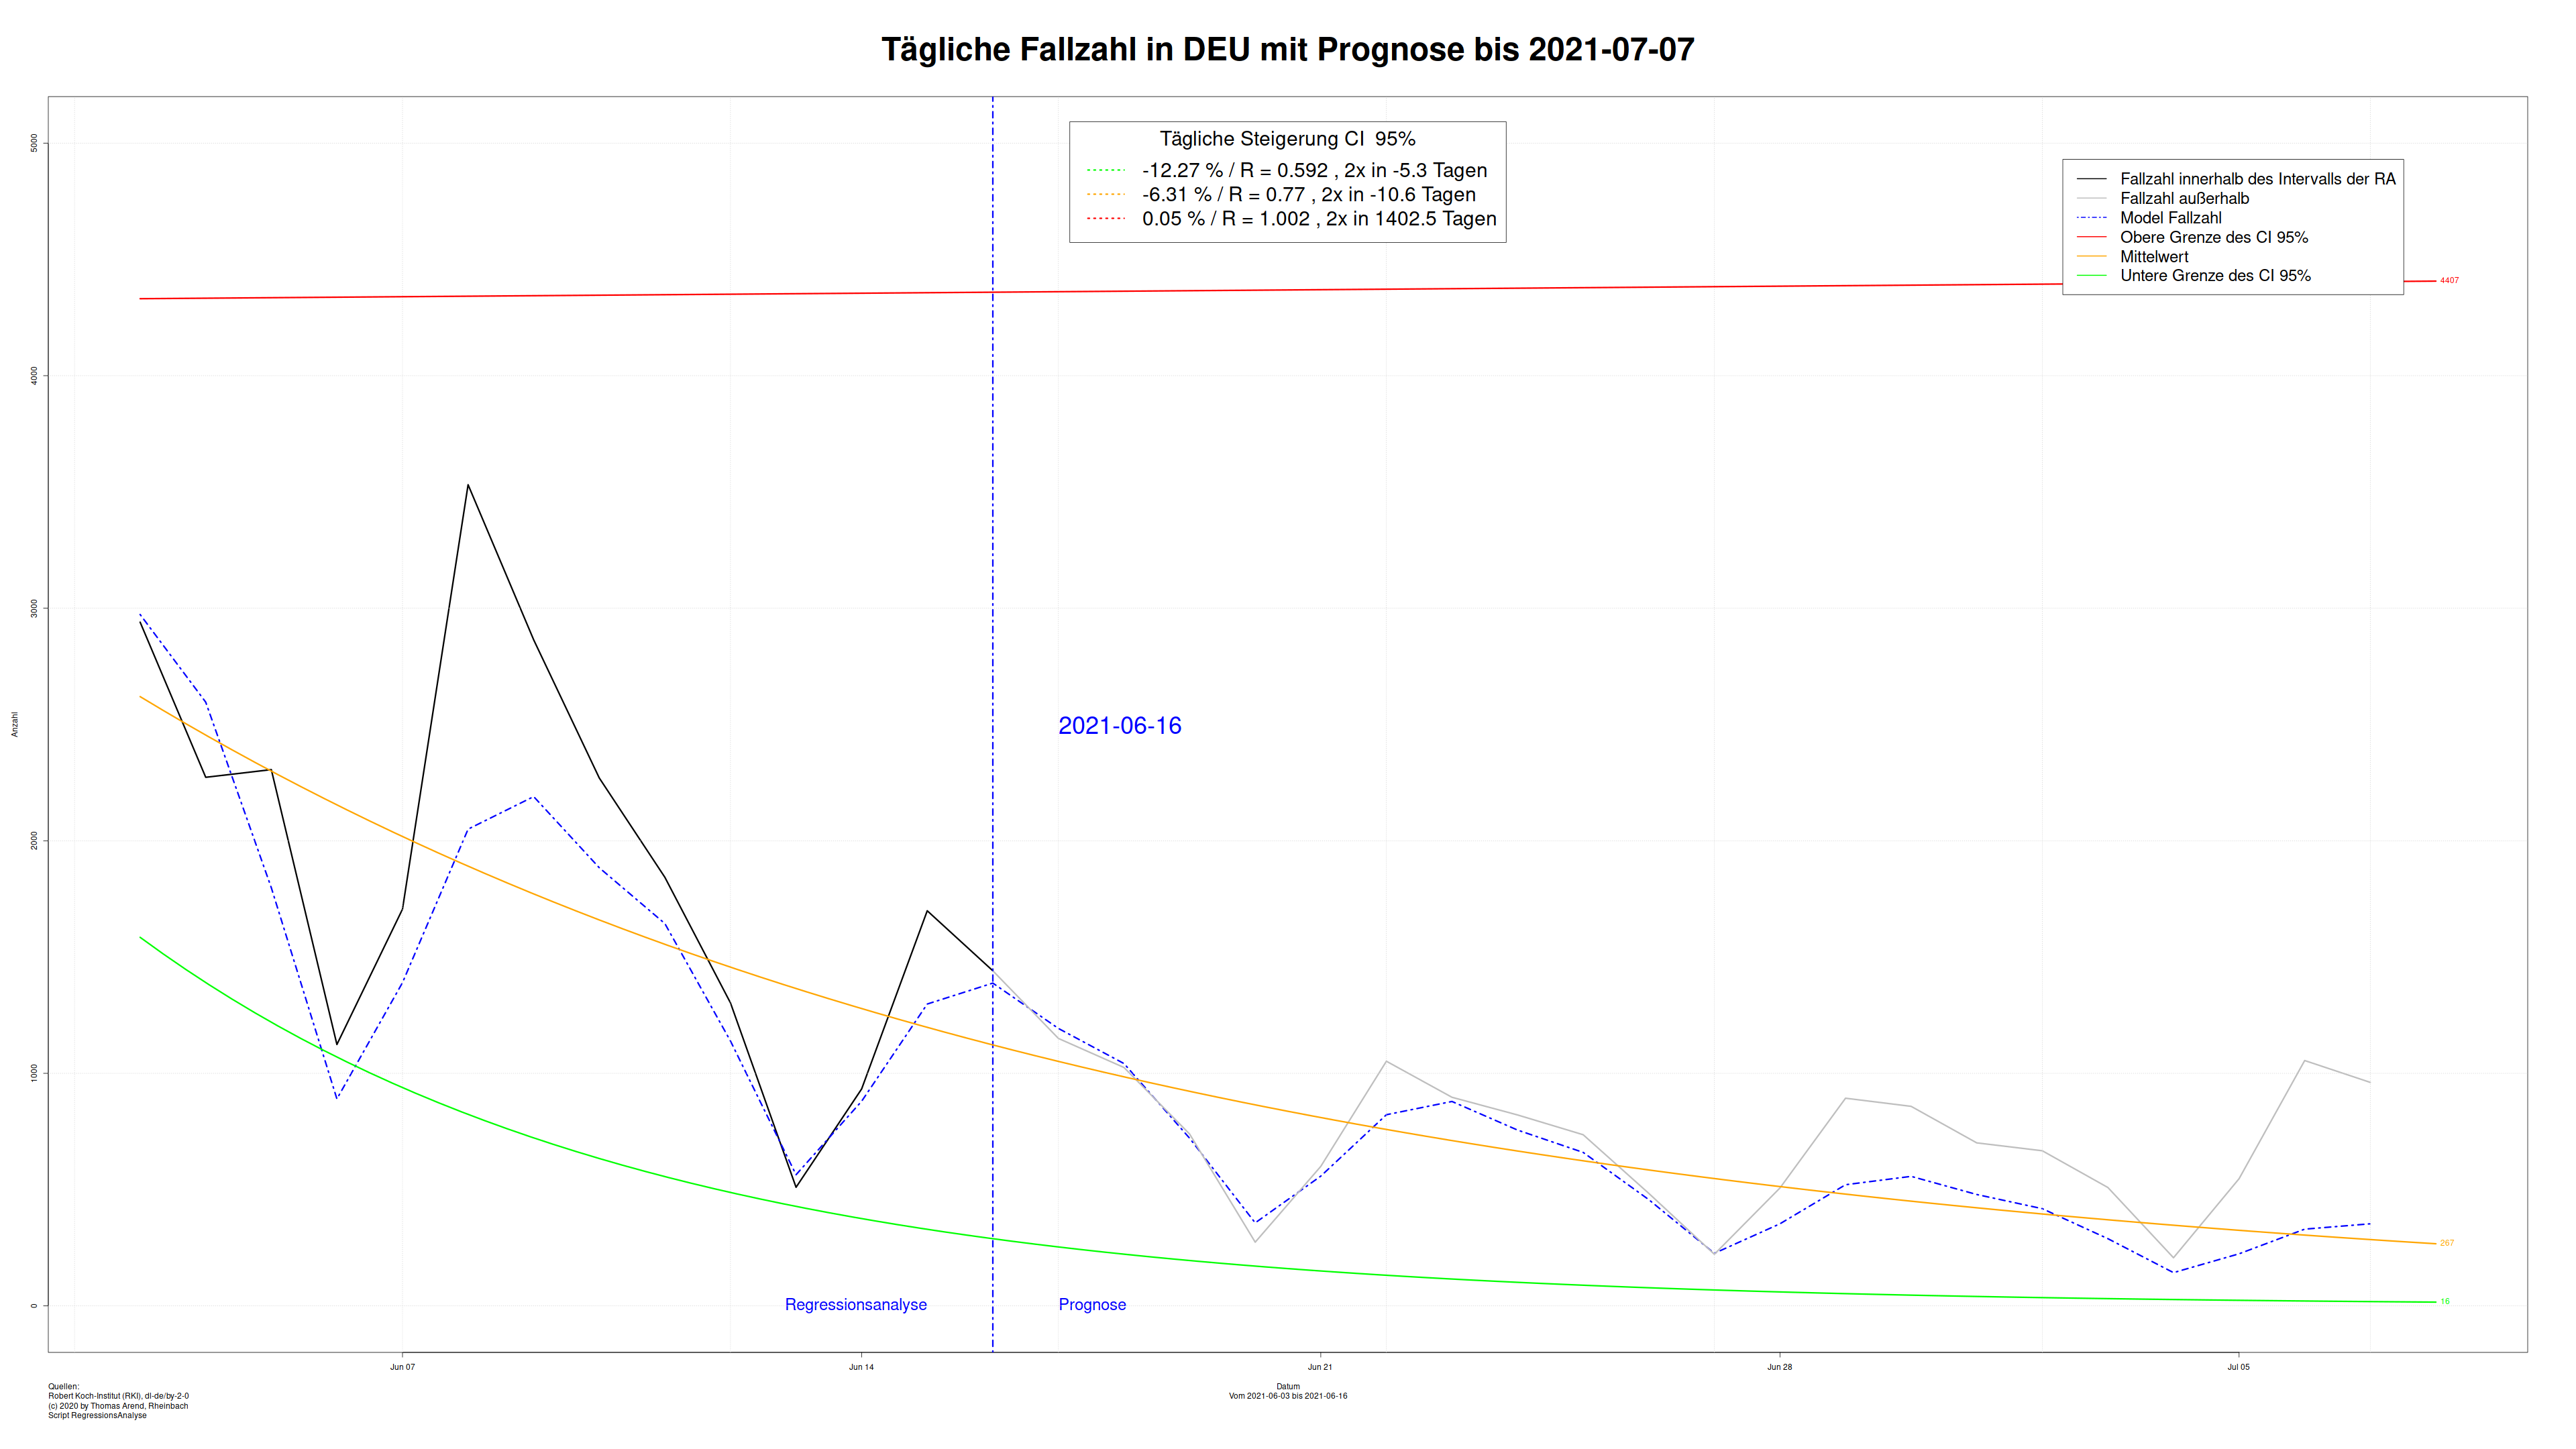 Tägliche Fallzahl in DEU mit Prognose bis 2021-07-07
Tägliche Steigerung CI  95%
-12.27 % / R = 0.592 , 2x in -5.3 Tagen
-6.31 % / R = 0.77 , 2x in -10.6 Tagen
0.05 % / R = 1.002 , 2x in 1402.5 Tagen
Fallzahl innerhalb des Intervalls der RA
Fallzahl außerhalb
Model Fallzahl
Obere Grenze des CI 95%
Mittelwert
Untere Grenze des CI 95%
5000
4000
3000
2000
1000
0
Anzahl
4407
2021-06-16
267
16
Regressionsanalyse
Prognose
Jun 07
Jun 14
Jun 21
Jun 28
Jul 05
Datum
Vom 2021-06-03 bis 2021-06-16
Quellen:
Robert Koch-Institut (RKI), dl-de/by-2-0
(c) 2020 by Thomas Arend, Rheinbach
Script RegressionsAnalyse